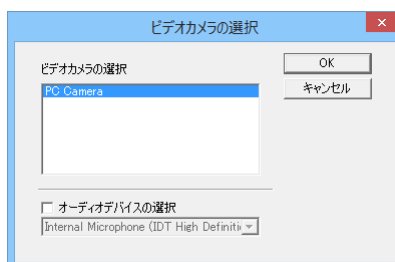 ビデオカメラの選択
ビデオカメラの選択
PC Camera
OK
キャンセル
オーディオデバイスの選択
Internal Microphone (IDT High Definiti